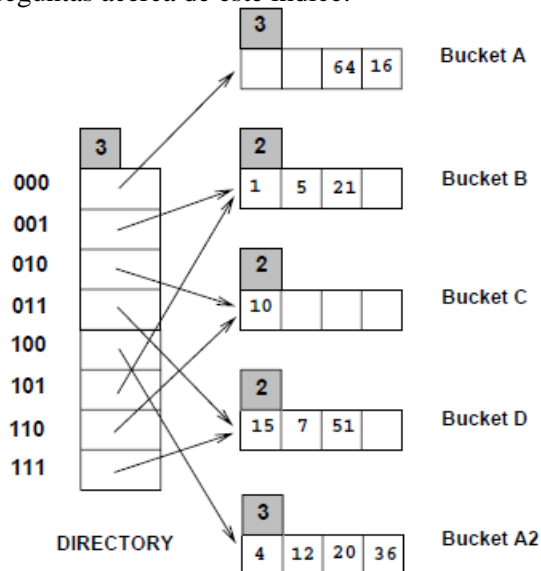 eguntas acerca de este índice.
3
64 16 Bucket A
3
2
000
1 5 21 Bucket B
001
010
2
011
10 Bucket C
100
101
2
110
15 7 51 Bucket D
111
3
DIRECTORY
4 12 20 36 Bucket A2